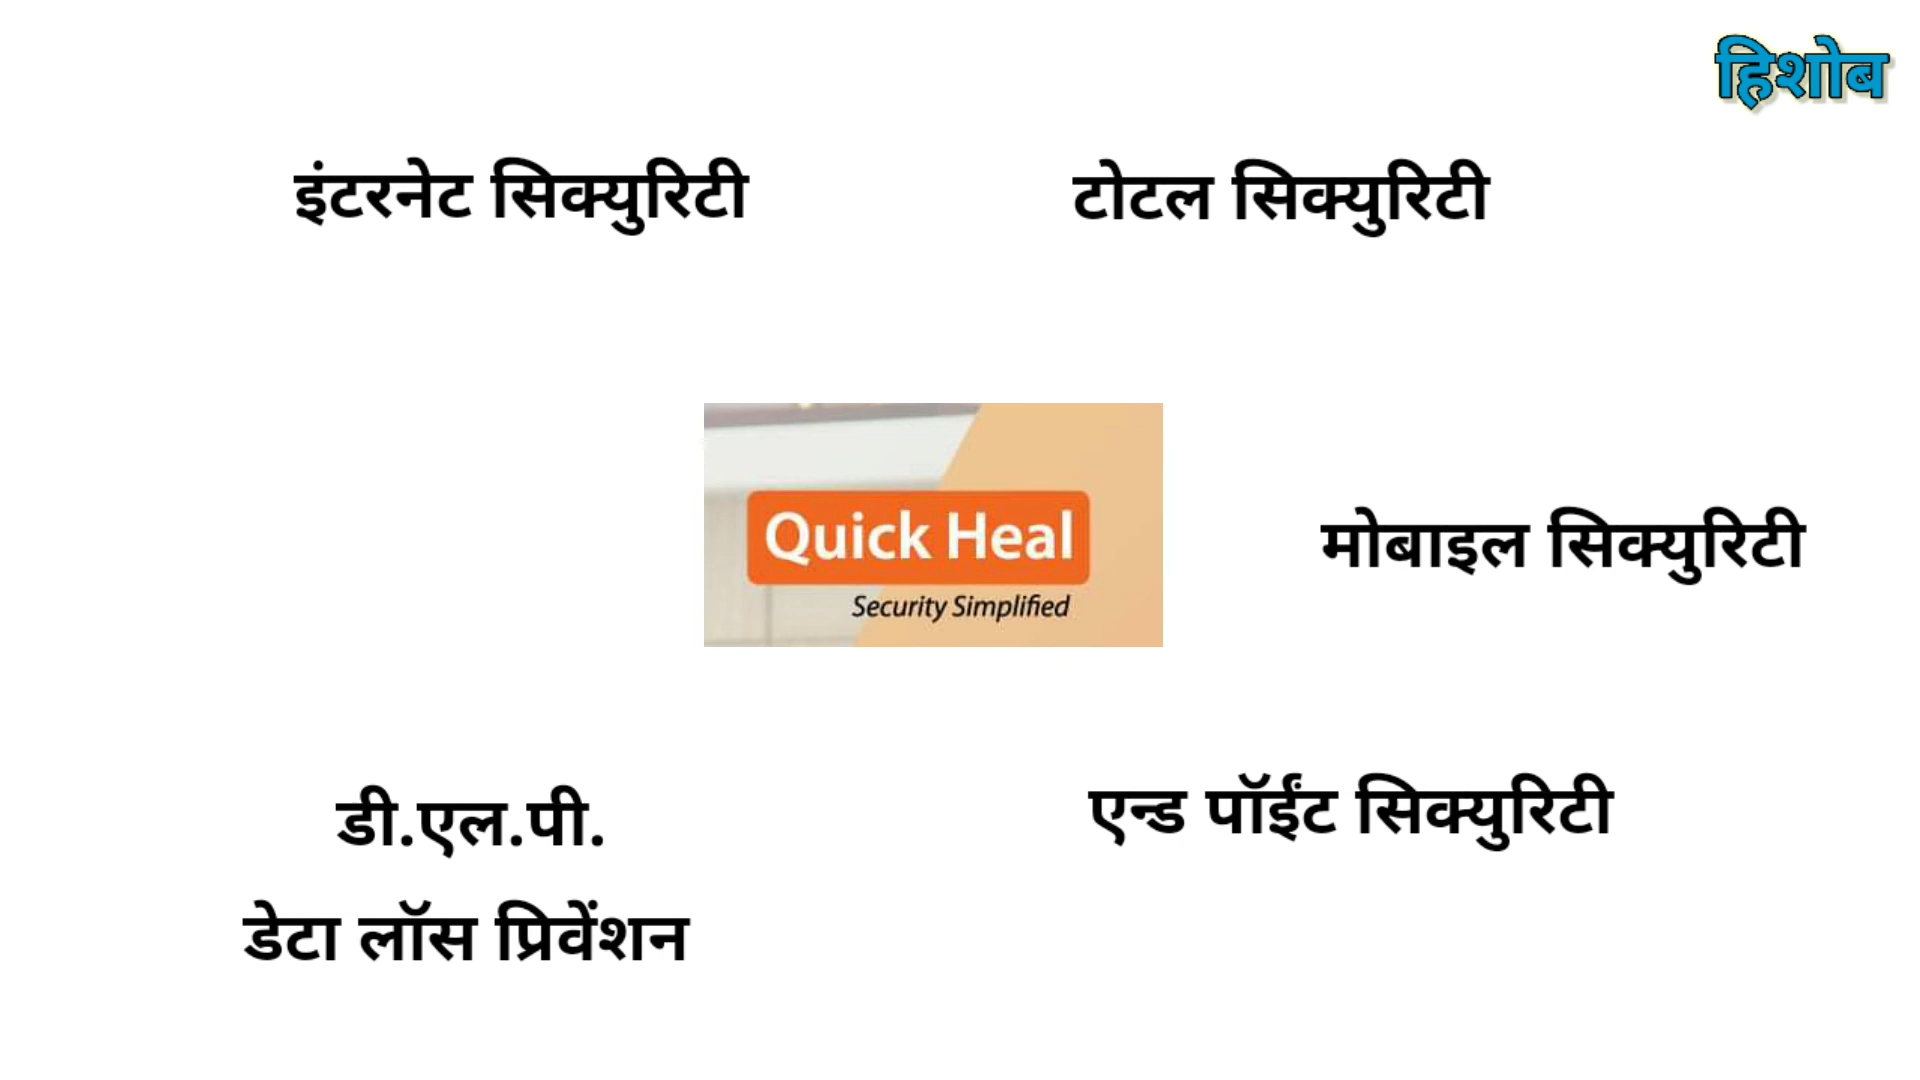 हिशोब
इंटरनेट सिक्युरिटी
टोटल सिक्युरिटी
Quick Heal
Security Simplified
मोबाइल सिक्युरिटी
डी.एल.पी.
डेटा लॉस प्रिवेंशन
एन्ड पॉईंट सिक्युरिटी